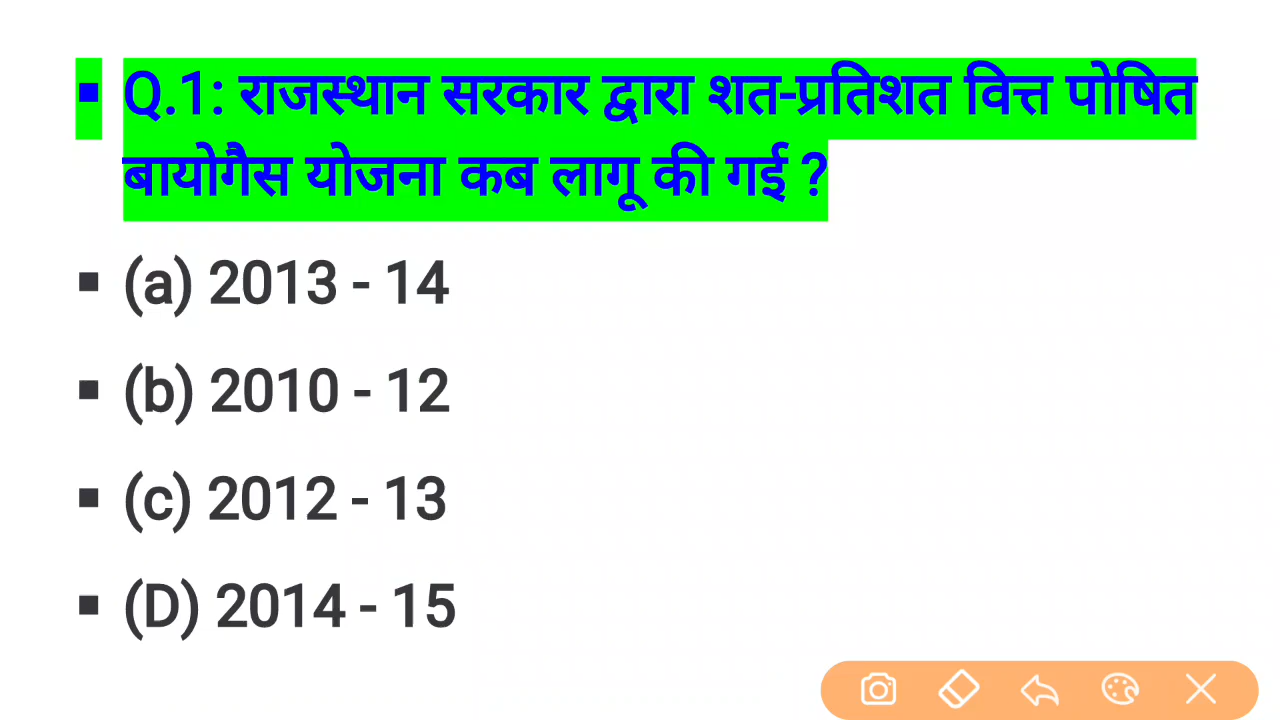 ▪ Q.1: राजस्थान सरकार द्वारा शत-प्रतिशत वित्त पोषित
बायोगैस योजना कब लागू की गई ?
▪ (a) 2013 - 14
▪ (b) 2010 - 12
▪ (c) 2012 - 13
▪ (D) 2014 - 15